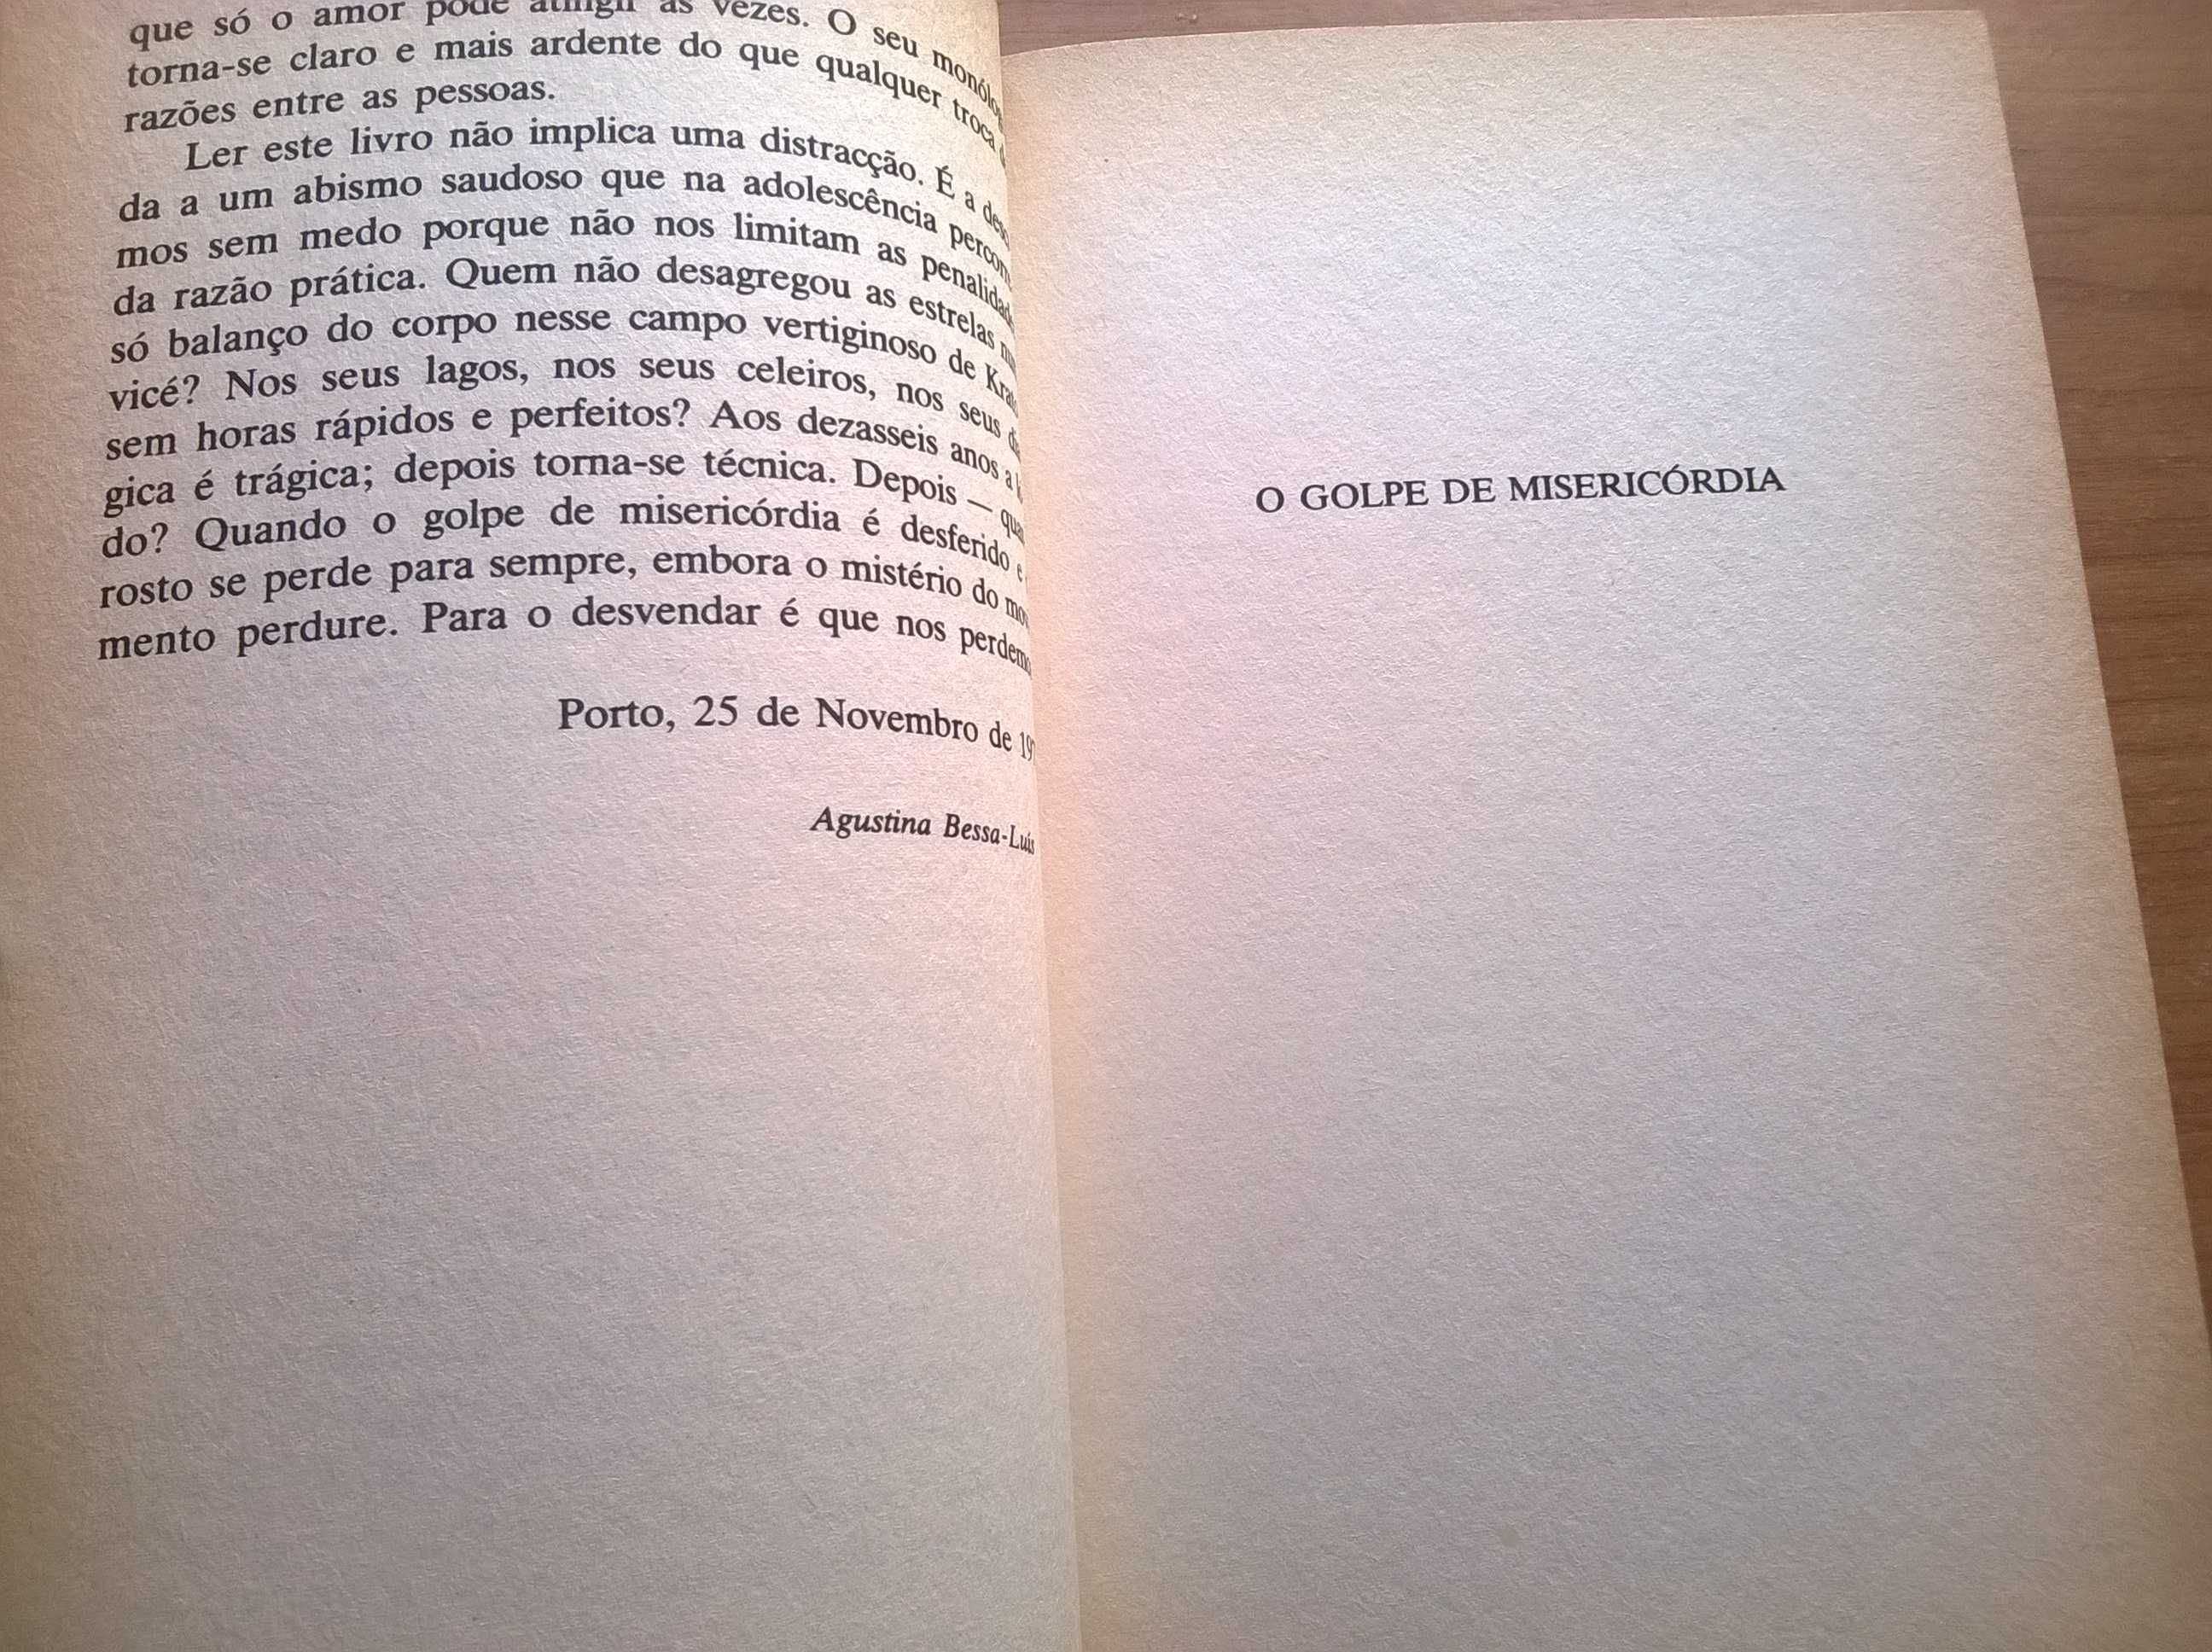 que só o amor pode atingir às vezes. O seu
torna-se claro e mais ardente do que qualquer troca
razões entre as pessoas.
Ler este livro não implica uma distracção. É a
da a um abismo saudoso que na adolescência
mos sem medo porque não nos limitam as
da razão prática. Quem não desagregou as estrelas
só balanço do corpo nesse campo vertiginoso de
vicé? Nos seus lagos, nos seus celeiros, nos seus
sem horas rápidos e perfeitos? Aos dezasseis anos a
gica é trágica; depois torna-se técnica. Depois —
do? Quando o golpe de misericórdia é desferido e
rosto se perde para sempre, embora o mistério do
mento perdure. Para o desvendar é que nos
Porto, 25 de Novembro de
Agustina Bessa-Luís
O GOLPE DE MISERICÓRDIA